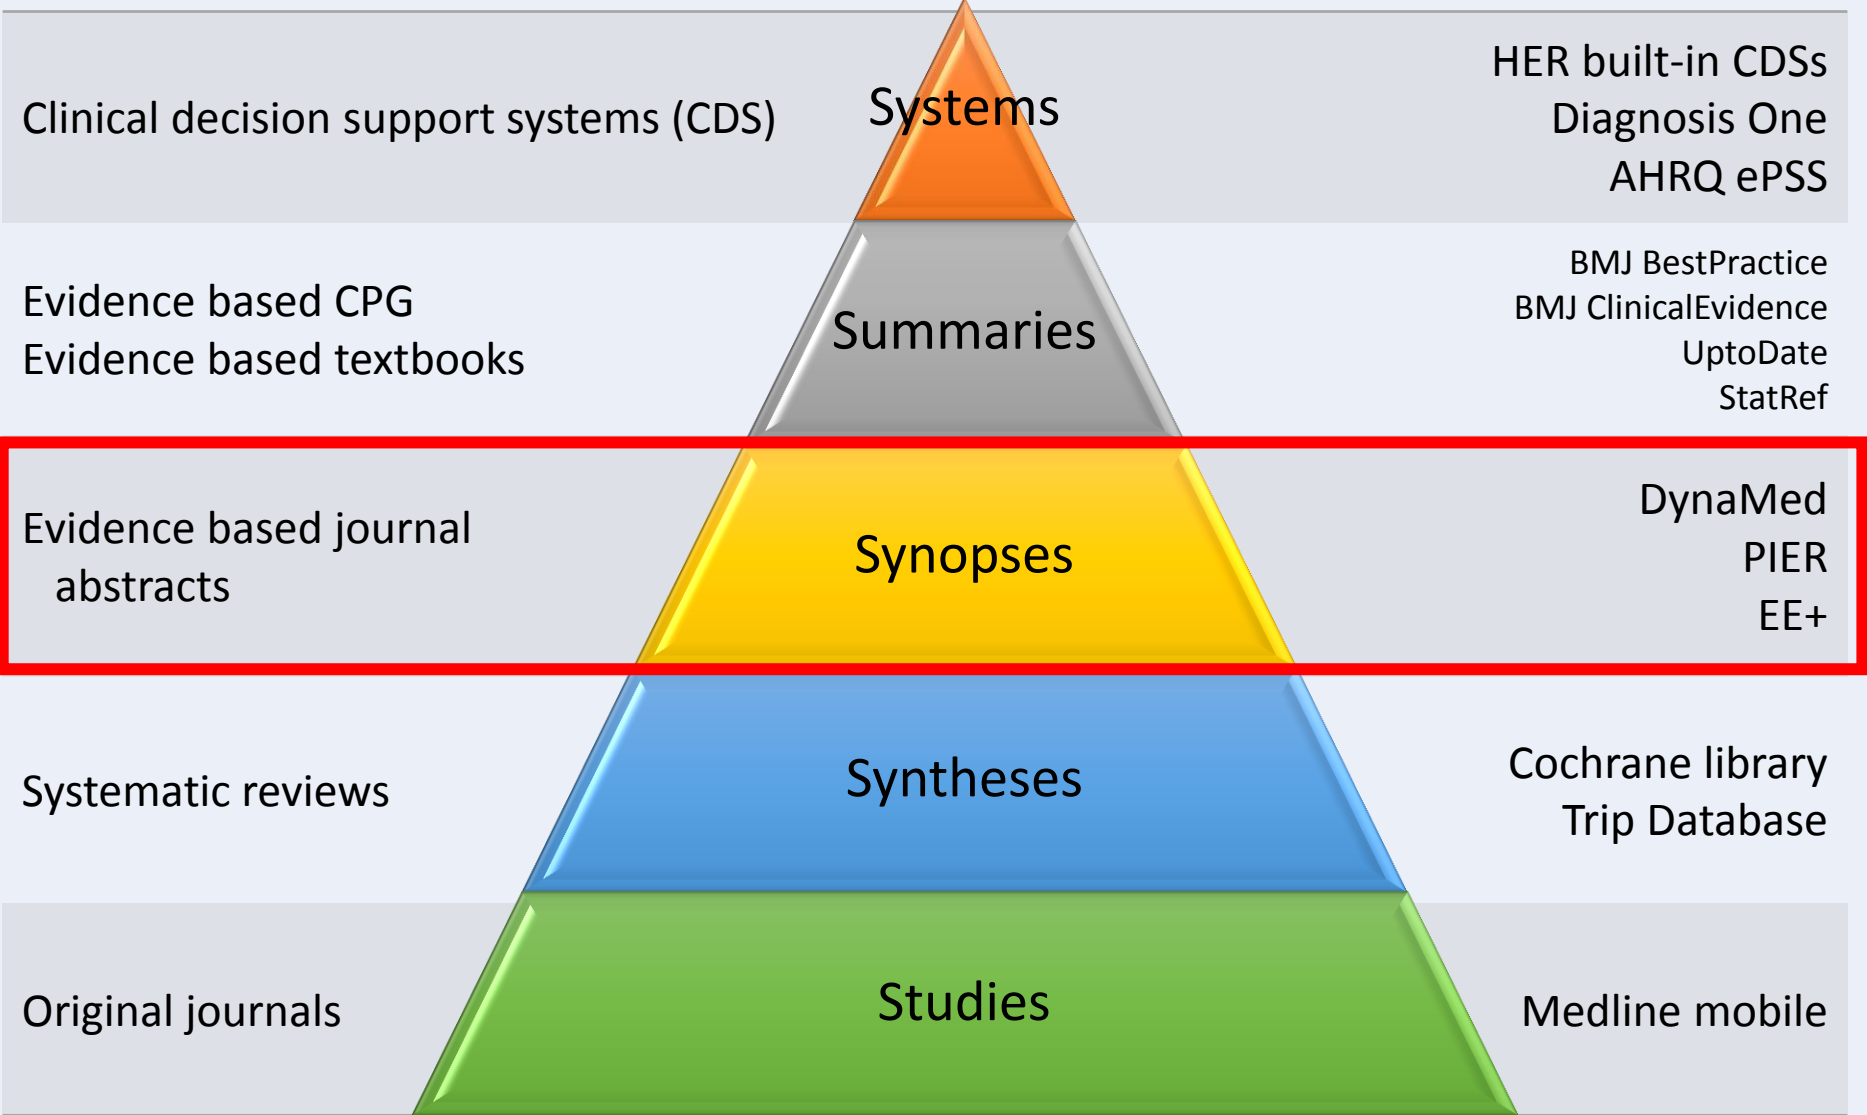 Clinical decision support systems (CDS)
Systems
HER built-in CDSs
Diagnosis One
AHRQ ePSS
Evidence based CPG
Evidence based textbooks
Summaries
BMJ BestPractice
BMJ ClinicalEvidence
UptoDate
StatRef
Evidence based journal
abstracts
Synopses
DynaMed
PIER
EE+
Systematic reviews
Syntheses
Cochrane library
Trip Database
Original journals
Studies
Medline mobile